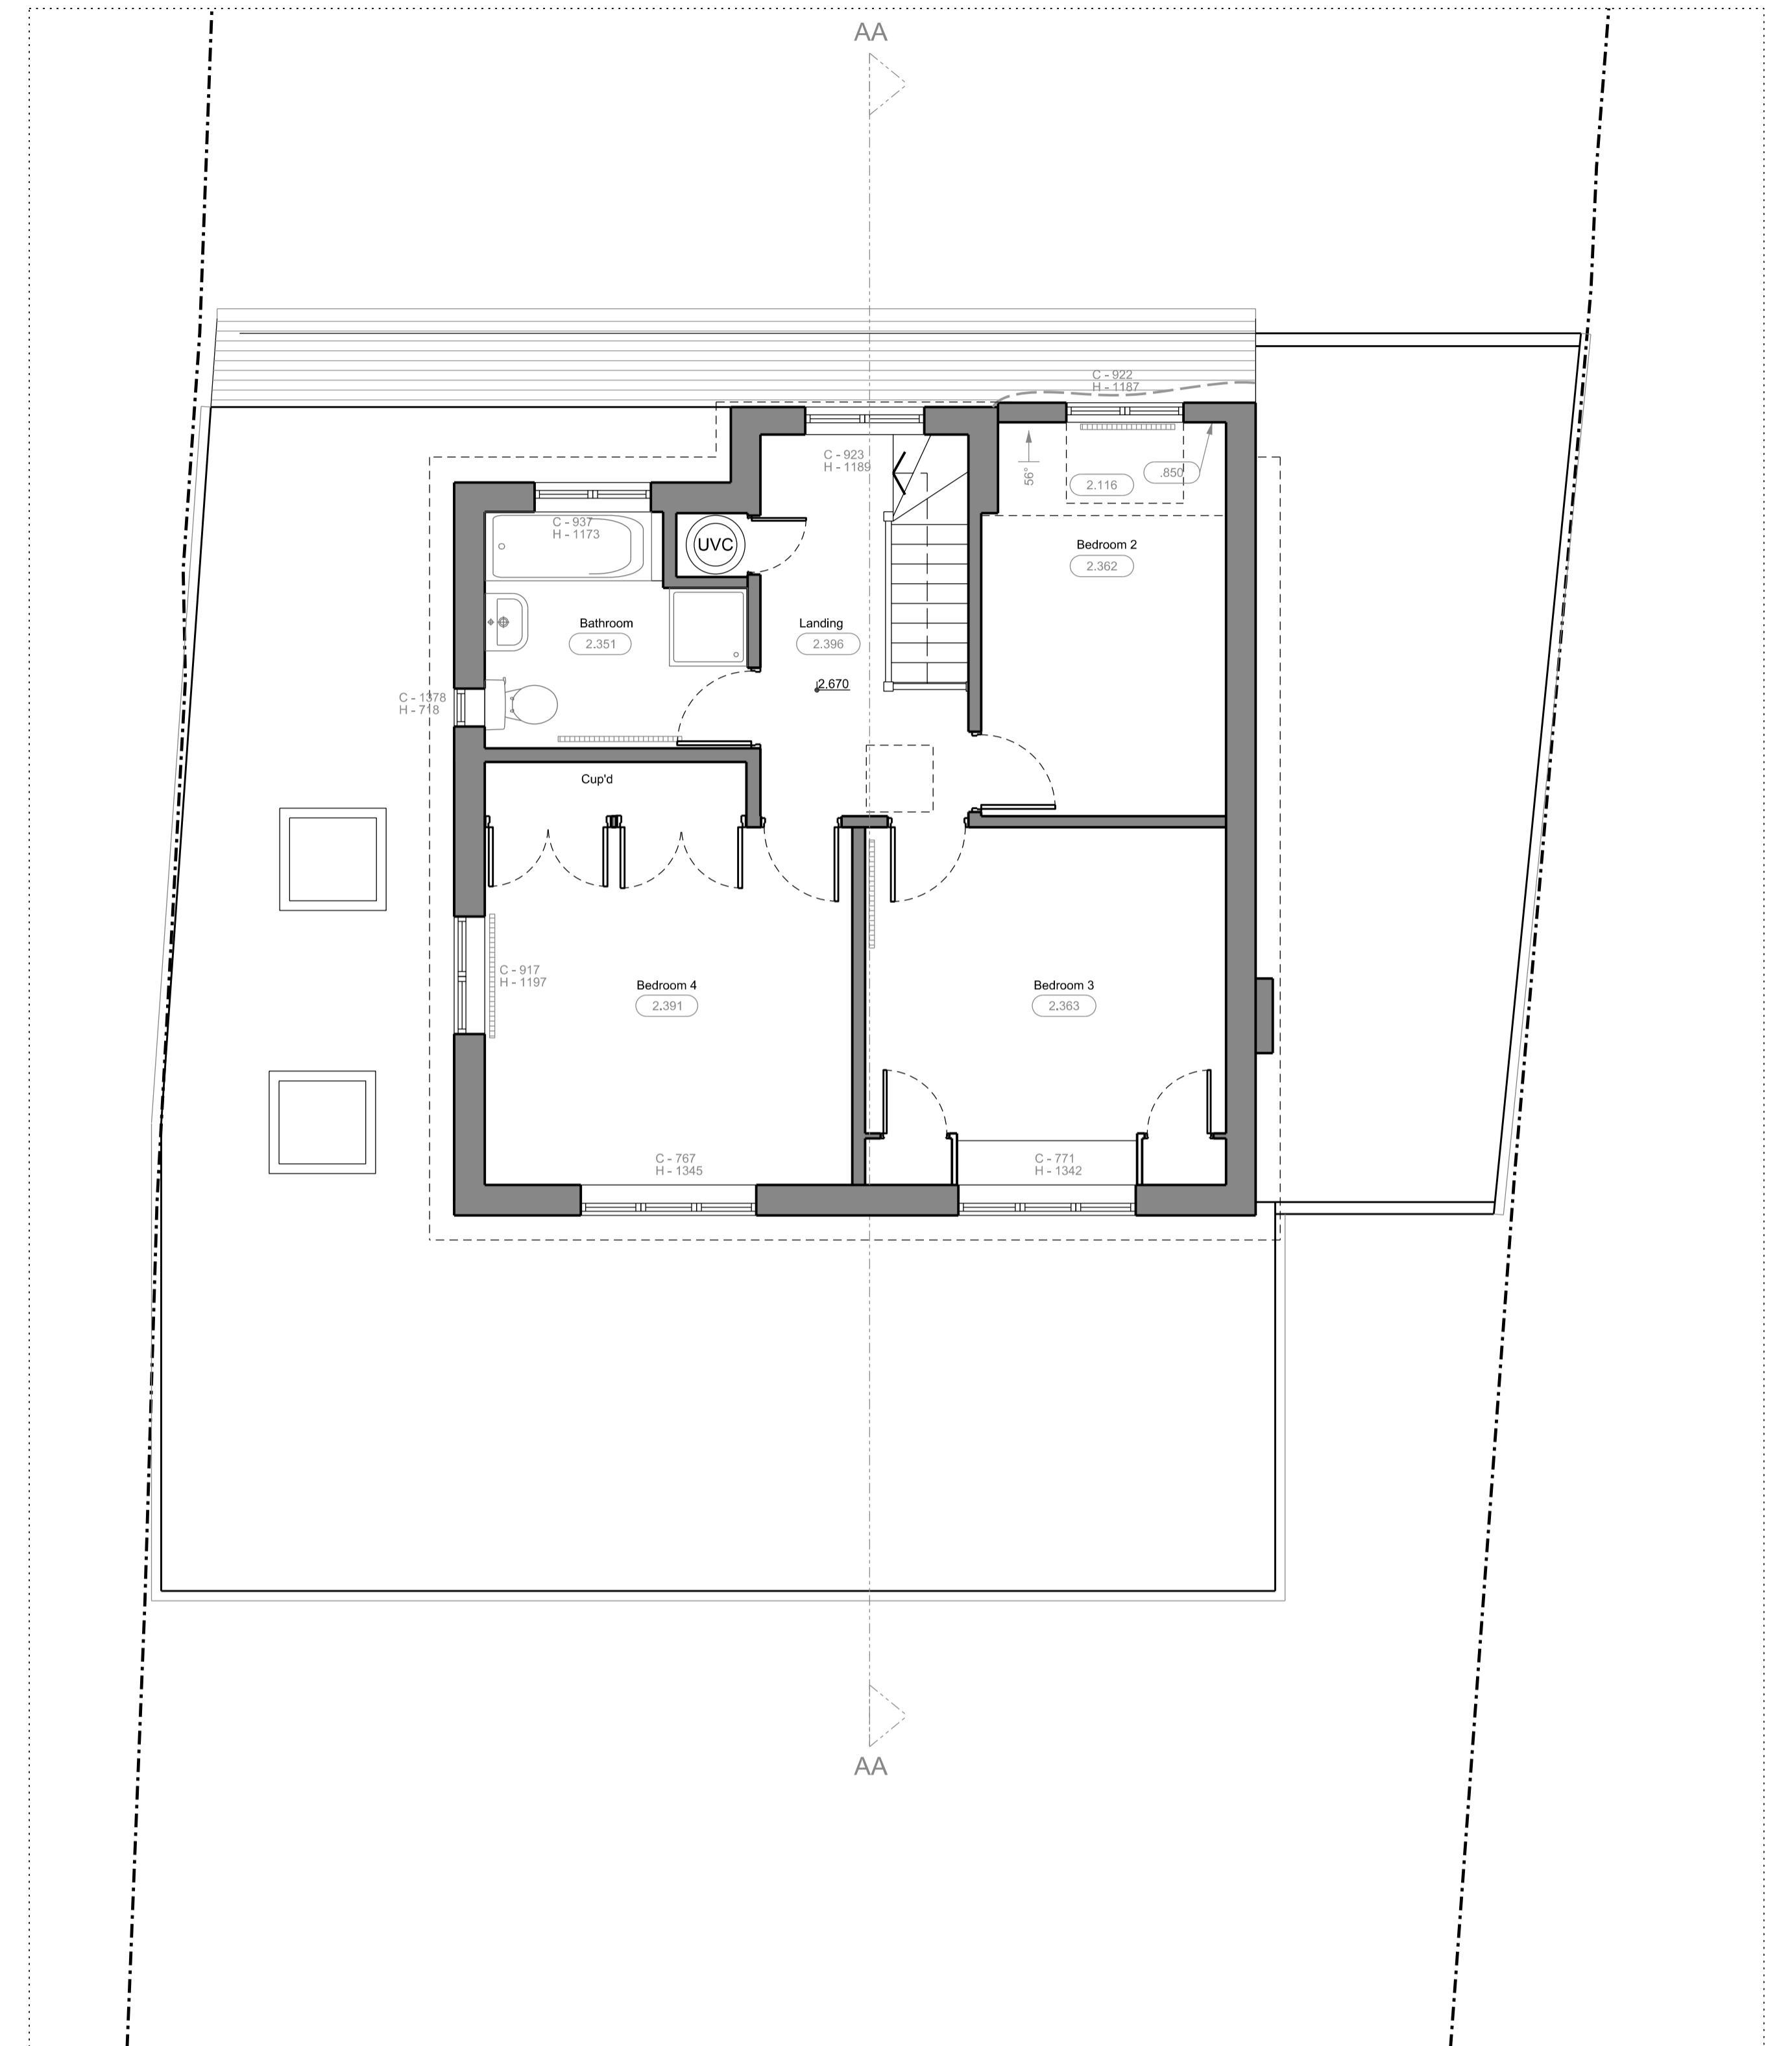 AA
C - 922
H - 1187
C - 923
H - 1189
56°
2.116
.850
C - 937
H - 1173
UVC
Bedroom 2
2.362
Bathroom
2.351
Landing
2.396
2.670
C - 1378
H - 718
Cup'd
C - 917
H - 1197
Bedroom 4
2.391
Bedroom 3
2.363
C - 767
H - 1345
C - 771
H - 1342
AA